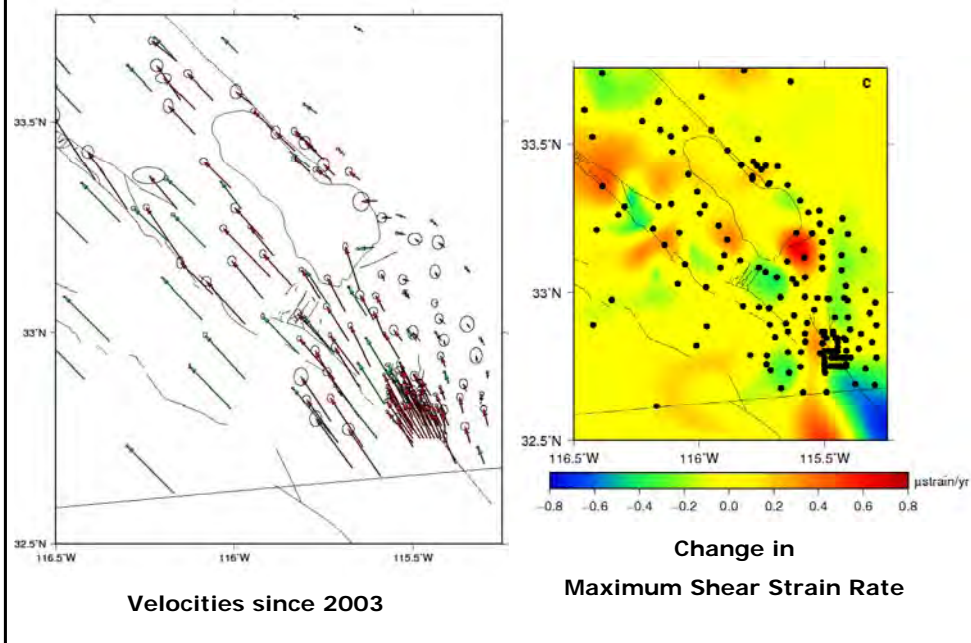 33.5˚N
33˚N
32.5˚N
116.5˚W
116˚W
115.5˚W
Velocities since 2003
C
33.5˚N
33˚N
32.5˚N
116.5˚W
116˚W
115.5˚W
μstrain/yr
−0.8 −0.6 −0.4 −0.2 0.0 0.2 0.4 0.6 0.8
Change in
Maximum Shear Strain Rate